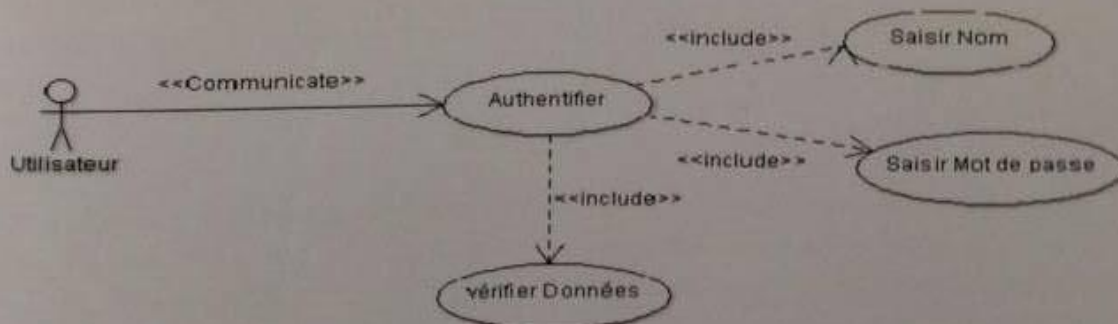 <<include>>
Saisir Nom
<<Communicate>>
Authentifier
Utilisateur
<<include>>
Saisir Mot de passe
<<include>>
vérifier Données